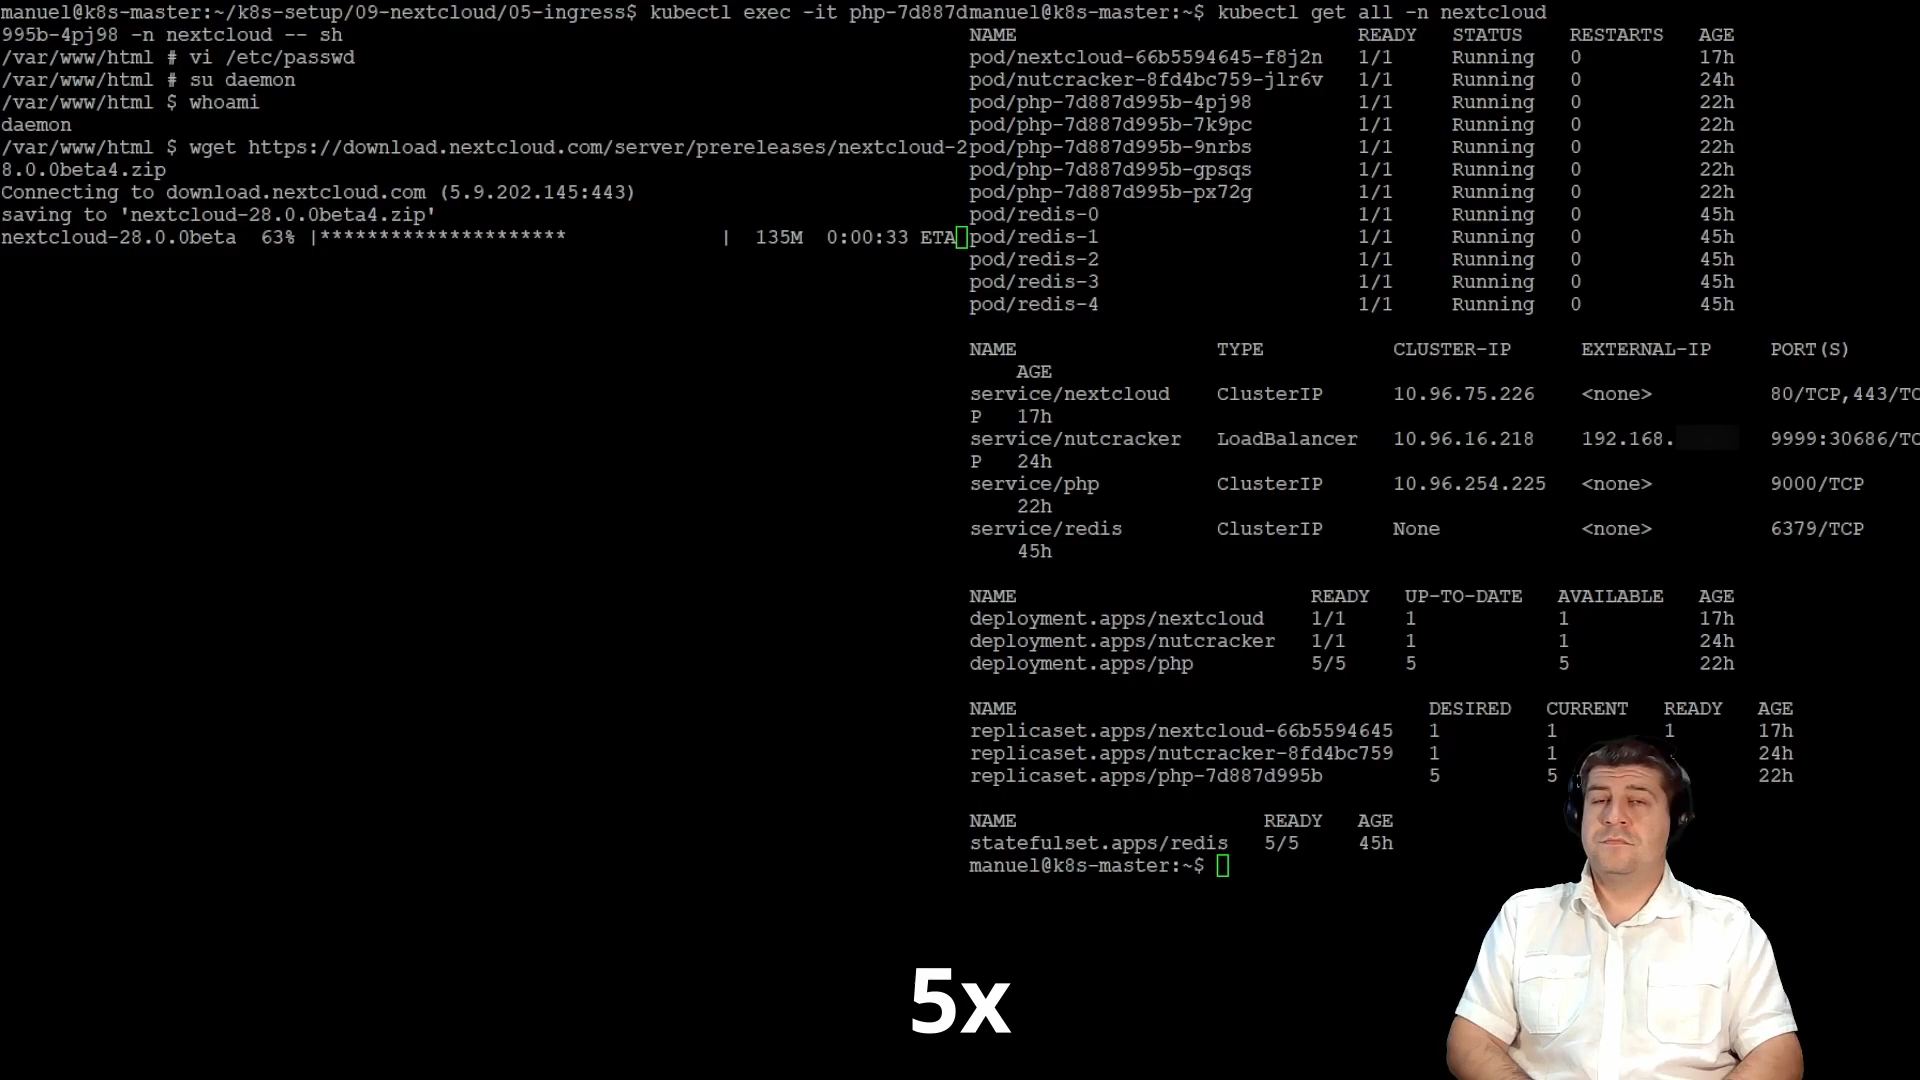 manuel@k8s-master:~/k8s-setup/09-nextcloud/05-ingress$ kubectl exec -it php-7d887d
995b-4pj98 -n nextcloud -- sh
/var/www/html # vi /etc/passwd
/var/www/html # su daemon
/var/www/html $ whoami
daemon
/var/www/html $ wget https://download.nextcloud.com/server/prereleases/nextcloud-2
8.0.0beta4.zip
Connecting to download.nextcloud.com (5.9.202.145:443)
saving to 'nextcloud-28.0.0beta4.zip'
nextcloud-28.0.0beta 63% |********************* | 135M 0:00:33 ETA
manuel@k8s-master:~$ kubectl get all -n nextcloud
NAME READY STATUS RESTARTS AGE
pod/nextcloud-66b5594645-f8j2n 1/1 Running 0 17h
pod/nutcracker-8fd4bc759-jlr6v 1/1 Running 0 24h
pod/php-7d887d995b-4pj98 1/1 Running 0 22h
pod/php-7d887d995b-7k9pc 1/1 Running 0 22h
pod/php-7d887d995b-9nrbs 1/1 Running 0 22h
pod/php-7d887d995b-gpsqs 1/1 Running 0 22h
pod/php-7d887d995b-px72g 1/1 Running 0 22h
pod/redis-0 1/1 Running 0 45h
pod/redis-1 1/1 Running 0 45h
pod/redis-2 1/1 Running 0 45h
pod/redis-3 1/1 Running 0 45h
pod/redis-4 1/1 Running 0 45h
NAME TYPE CLUSTER-IP EXTERNAL-IP PORT(S)
AGE
service/nextcloud ClusterIP 10.96.75.226 <none> 80/TCP,443/TC
P 17h
service/nutcracker LoadBalancer 10.96.16.218 192.168. 9999:30686/TC
P 24h
service/php ClusterIP 10.96.254.225 <none> 9000/TCP
22h
service/redis ClusterIP None <none> 6379/TCP
45h
NAME READY UP-TO-DATE AVAILABLE AGE
deployment.apps/nextcloud 1/1 1 1 17h
deployment.apps/nutcracker 1/1 1 1 24h
deployment.apps/php 5/5 5 5 22h
NAME DESIRED CURRENT READY AGE
replicaset.apps/nextcloud-66b5594645 1 1 1 17h
replicaset.apps/nutcracker-8fd4bc759 1 1 24h
replicaset.apps/php-7d887d995b 5 5 22h
NAME READY AGE
statefulset.apps/redis 5/5 45h
manuel@k8s-master:~$
5x